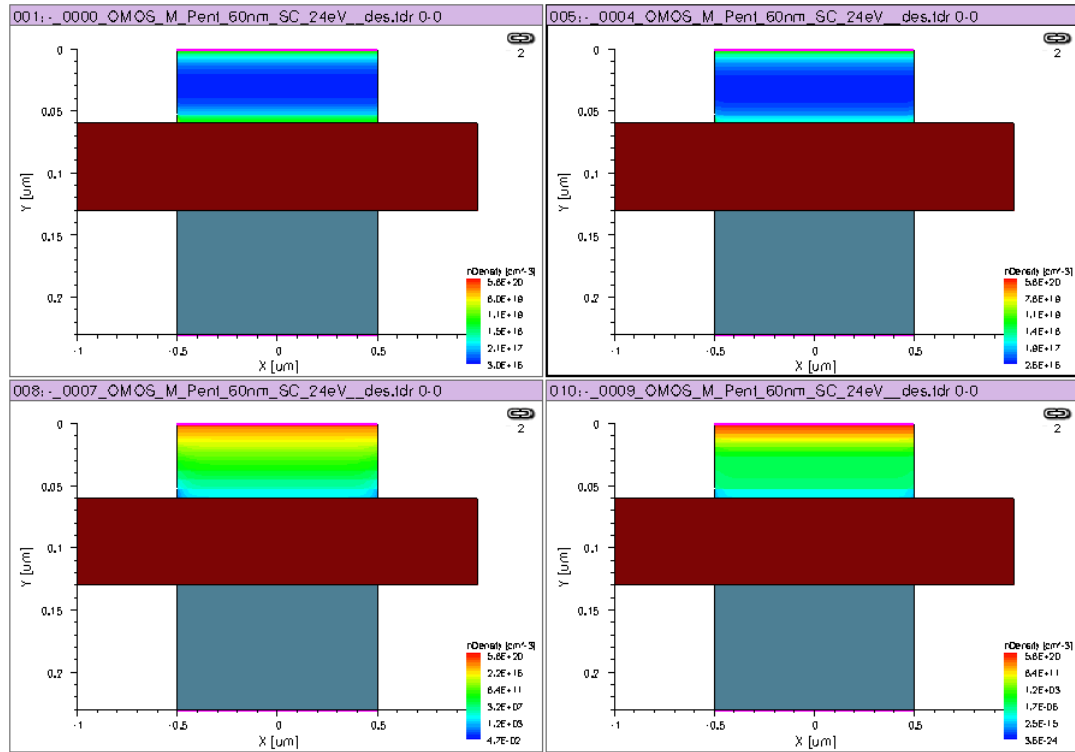 001:-_0000_OMOS_M_Pent_60nm_SC_24eV__des.tdr 0-0
2
0
0.05
0.1
0.15
0.2
Y [um]
-1
-0.5
0
0.5
X [um]
nDensity [cm^-3]
5.6E+20
8.0E+19
1.1E+19
1.5E+18
2.1E+17
3.0E+16
005:-_0004_OMOS_M_Pent_60nm_SC_24eV__des.tdr 0-0
2
0
0.05
0.1
0.15
0.2
Y [um]
-1
-0.5
0
0.5
X [um]
nDensity [cm^-3]
5.6E+20
7.6E+19
1.1E+19
1.4E+18
1.9E+17
2.6E+16
008:-_0007_OMOS_M_Pent_60nm_SC_24eV__des.tdr 0-0
2
0
0.05
0.1
0.15
0.2
Y [um]
-1
-0.5
0
0.5
X [um]
nDensity [cm^-3]
5.6E+20
2.2E+16
8.4E+11
3.2E+07
1.2E+03
4.7E-02
010:-_0009_OMOS_M_Pent_60nm_SC_24eV__des.tdr 0-0
2
0
0.05
0.1
0.15
0.2
Y [um]
-1
-0.5
0
0.5
X [um]
nDensity [cm^-3]
5.6E+20
8.4E+11
1.2E+03
1.7E-06
2.5E-15
3.6E-24